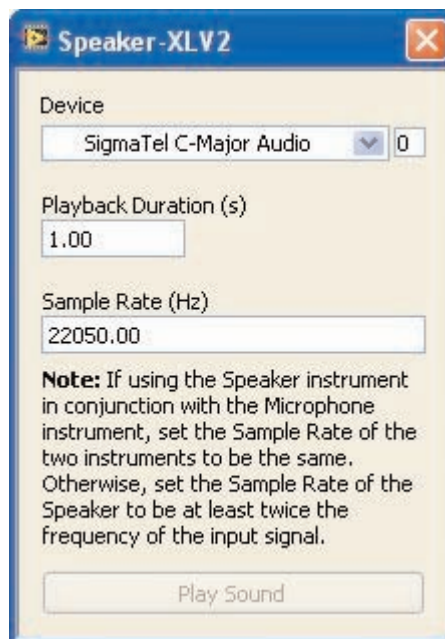 Speaker-XLV2
Device
SigmaTel C-Major Audio 0
Playback Duration (s)
1.00
Sample Rate (Hz)
22050.00
Note: If using the Speaker instrument
in conjunction with the Microphone
instrument, set the Sample Rate of the
two instruments to be the same.
Otherwise, set the Sample Rate of the
Speaker to be at least twice the
frequency of the input signal.
Play Sound